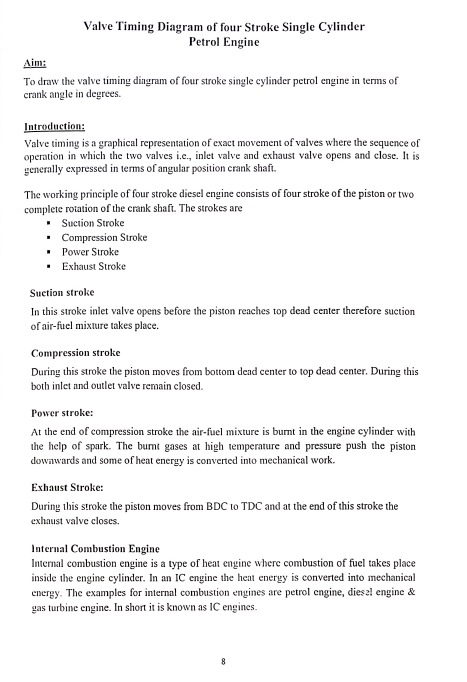 Valve Timing Diagram of four Stroke Single Cylinder
Petrol Engine
Aim:
To draw the valve timing diagram of four stroke single cylinder petrol engine in terms of
crank angle in degrees.
Introduction:
Valve timing is a graphical representation of exact movement of valves where the sequence of
operation in which the two valves i.e., inlet valve and exhaust valve opens and close. It is
generally expressed in terms of angular position crank shaft.
The working principle of four stroke diesel engine consists of four stroke of the piston or two
complete rotation of the crank shaft. The strokes are
▪ Suction Stroke
▪ Compression Stroke
▪ Power Stroke
▪ Exhaust Stroke
Suction stroke
In this stroke inlet valve opens before the piston reaches top dead center therefore suction
of air-fuel mixture takes place.
Compression stroke
During this stroke the piston moves from bottom dead center to top dead center. During this
both inlet and outlet valve remain closed.
Power stroke:
At the end of compression stroke the air-fuel mixture is burnt in the engine cylinder with
the help of spark. The burnt gases at high temperature and pressure push the piston
downwards and some of heat energy is converted into mechanical work.
Exhaust Stroke:
During this stroke the piston moves from BDC to TDC and at the end of this stroke the
exhaust valve closes.
Internal Combustion Engine
Internal combustion engine is a type of heat engine where combustion of fuel takes place
inside the engine cylinder. In an IC engine the heat energy is converted into mechanical
energy. The examples for internal combustion engines are petrol engine, diesel engine &
gas turbine engine. In short it is known as IC engines.
8